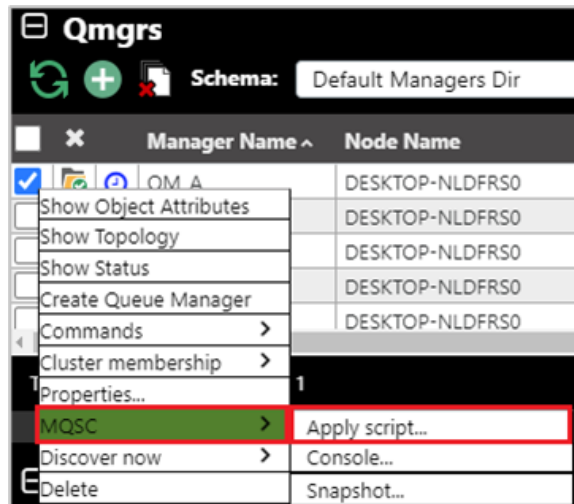 Qmgrs
Schema: Default Managers Dir
Manager Name Node Name
QM_A DESKTOP-NLDFRS0
Show Object Attributes DESKTOP-NLDFRS0
Show Topology DESKTOP-NLDFRS0
Show Status
Create Queue Manager DESKTOP-NLDFRS0
Commands > DESKTOP-NLDFRS0
Cluster membership >
Properties... 1
MQSC > Apply script...
Discover now > Console...
Delete Snapshot...